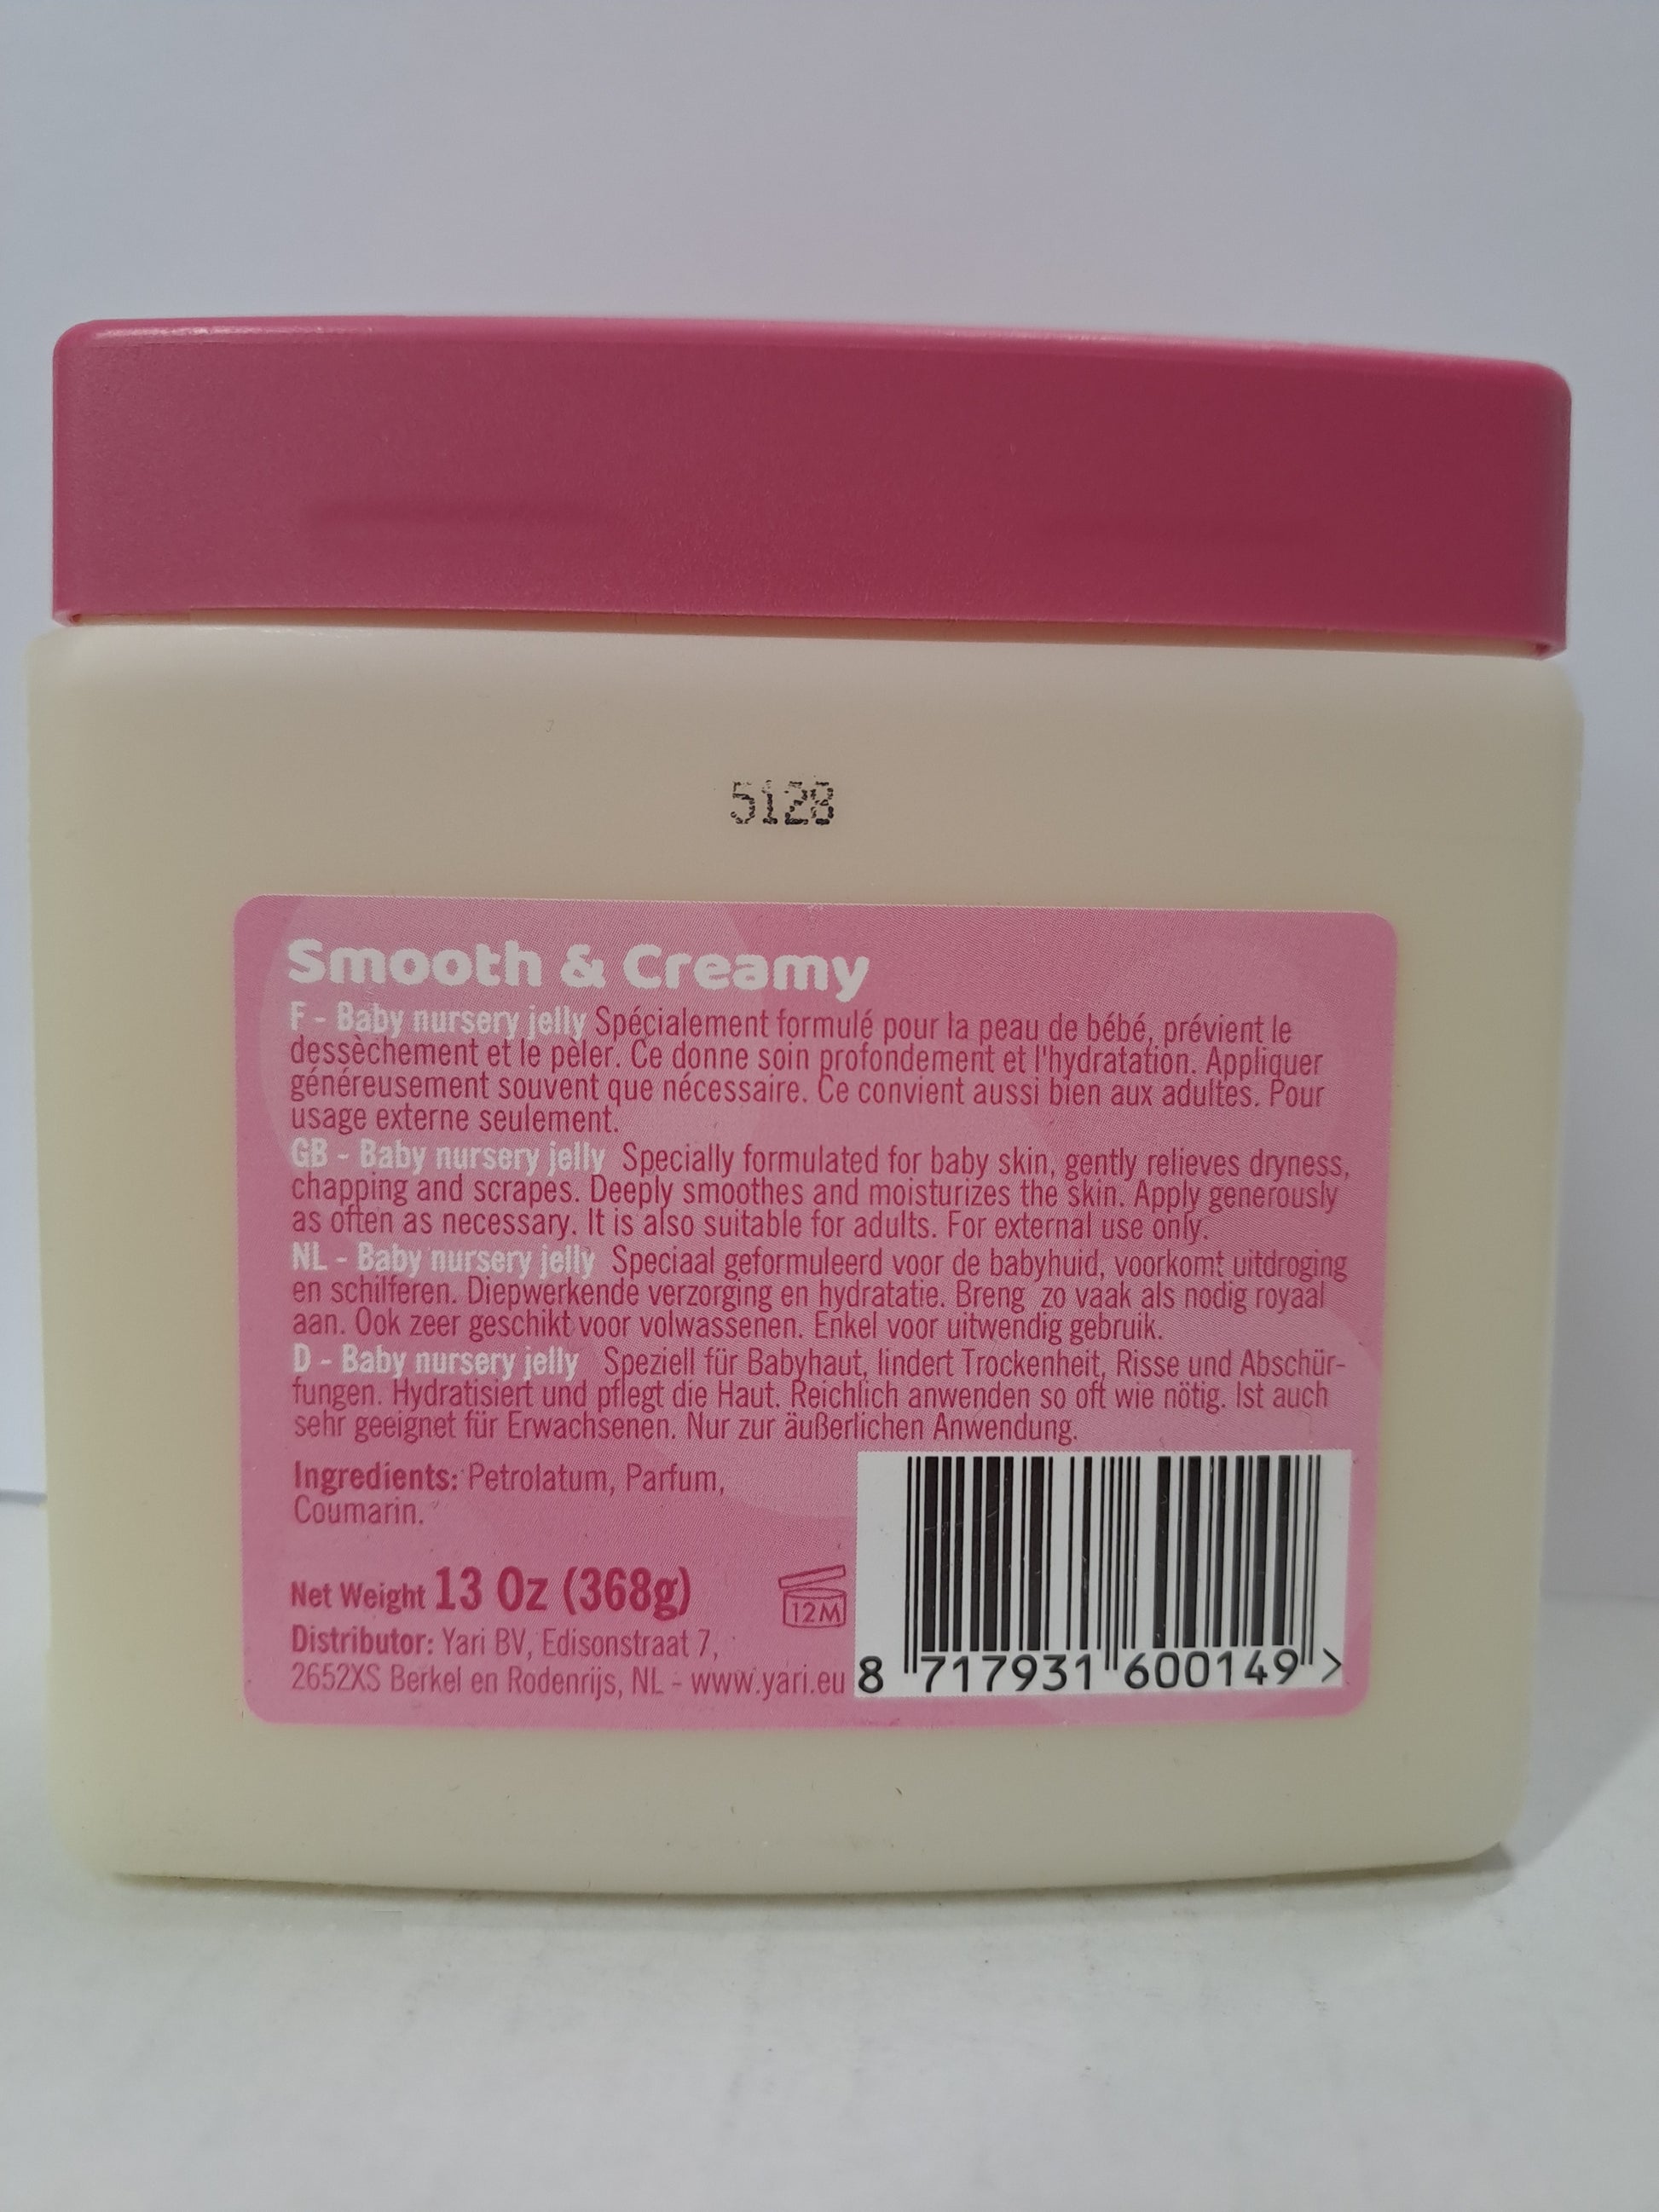 5128
Smooth & Creamy
F - Baby nursery jelly Spécialement formulé pour la peau de bébé, prévient le
dessèchement et le pèler. Ce donne soin profondement et l'hydratation. Appliquer
généreusement souvent que nécessaire. Ce convient aussi bien aux adultes. Pour
usage externe seulement.
GB - Baby nursery jelly Specially formulated for baby skin, gently relieves dryness,
chapping and scrapes. Deeply smoothes and moisturizes the skin. Apply generously
as often as necessary. It is also suitable for adults. For external use only.
NL - Baby nursery jelly Speciaal geformuleerd voor de babyhuid, voorkomt uitdroging
en schilferen. Diepwerkende verzorging en hydratatie. Breng zo vaak als nodig royaal
aan. Ook zeer geschikt voor volwassenen. Enkel voor uitwendig gebruik.
D - Baby nursery jelly Speziell für Babyhaut, lindert Trockenheit, Risse und Abschür-
fungen. Hydratisiert und pflegt die Haut. Reichlich anwenden so oft wie nötig. Ist auch
sehr geeignet für Erwachsenen. Nur zur äußerlichen Anwendung.
Ingredients: Petrolatum, Parfum,
Coumarin.
Net Weight 13 Oz (368g)
12M
Distributor: Yari BV, Edisonstraat 7,
2652XS Berkel en Rodenrijs, NL - www.yari.eu
8 717931 600149 >